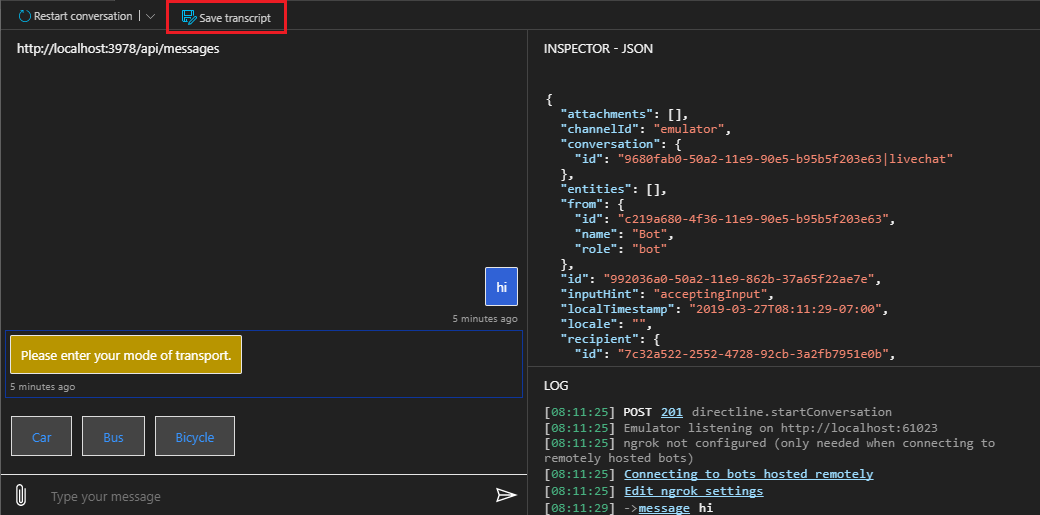 Restart conversation
Save transcript
http://localhost:3978/api/messages
hi
5 minutes ago
Please enter your mode of transport.
5 minutes ago
Car
Bus
Bicycle
Type your message
INSPECTOR - JSON
{
"attachments": [],
"channelId": "emulator",
"conversation": {
"id": "9680fab0-50a2-11e9-90e5-b95b5f203e63|livechat"
},
"entities": [],
"from": {
"id": "c219a680-4f36-11e9-90e5-b95b5f203e63",
"name": "Bot",
"role": "bot"
},
"id": "992036a0-50a2-11e9-862b-37a65f22ae7e",
"inputHint": "acceptingInput",
"localTimestamp": "2019-03-27T08:11:29-07:00",
"locale": "",
"recipient": {
"id": "7c32a522-2552-4728-92cb-3a2fb7951e0b",
LOG
[08:11:25] POST 201 directline.startConversation
[08:11:25] Emulator listening on http://localhost:61023
[08:11:25] ngrok not configured (only needed when connecting to
remotely hosted bots)
[08:11:25] Connecting to bots hosted remotely
[08:11:25] Edit ngrok settings
[08:11:29] ->message hi